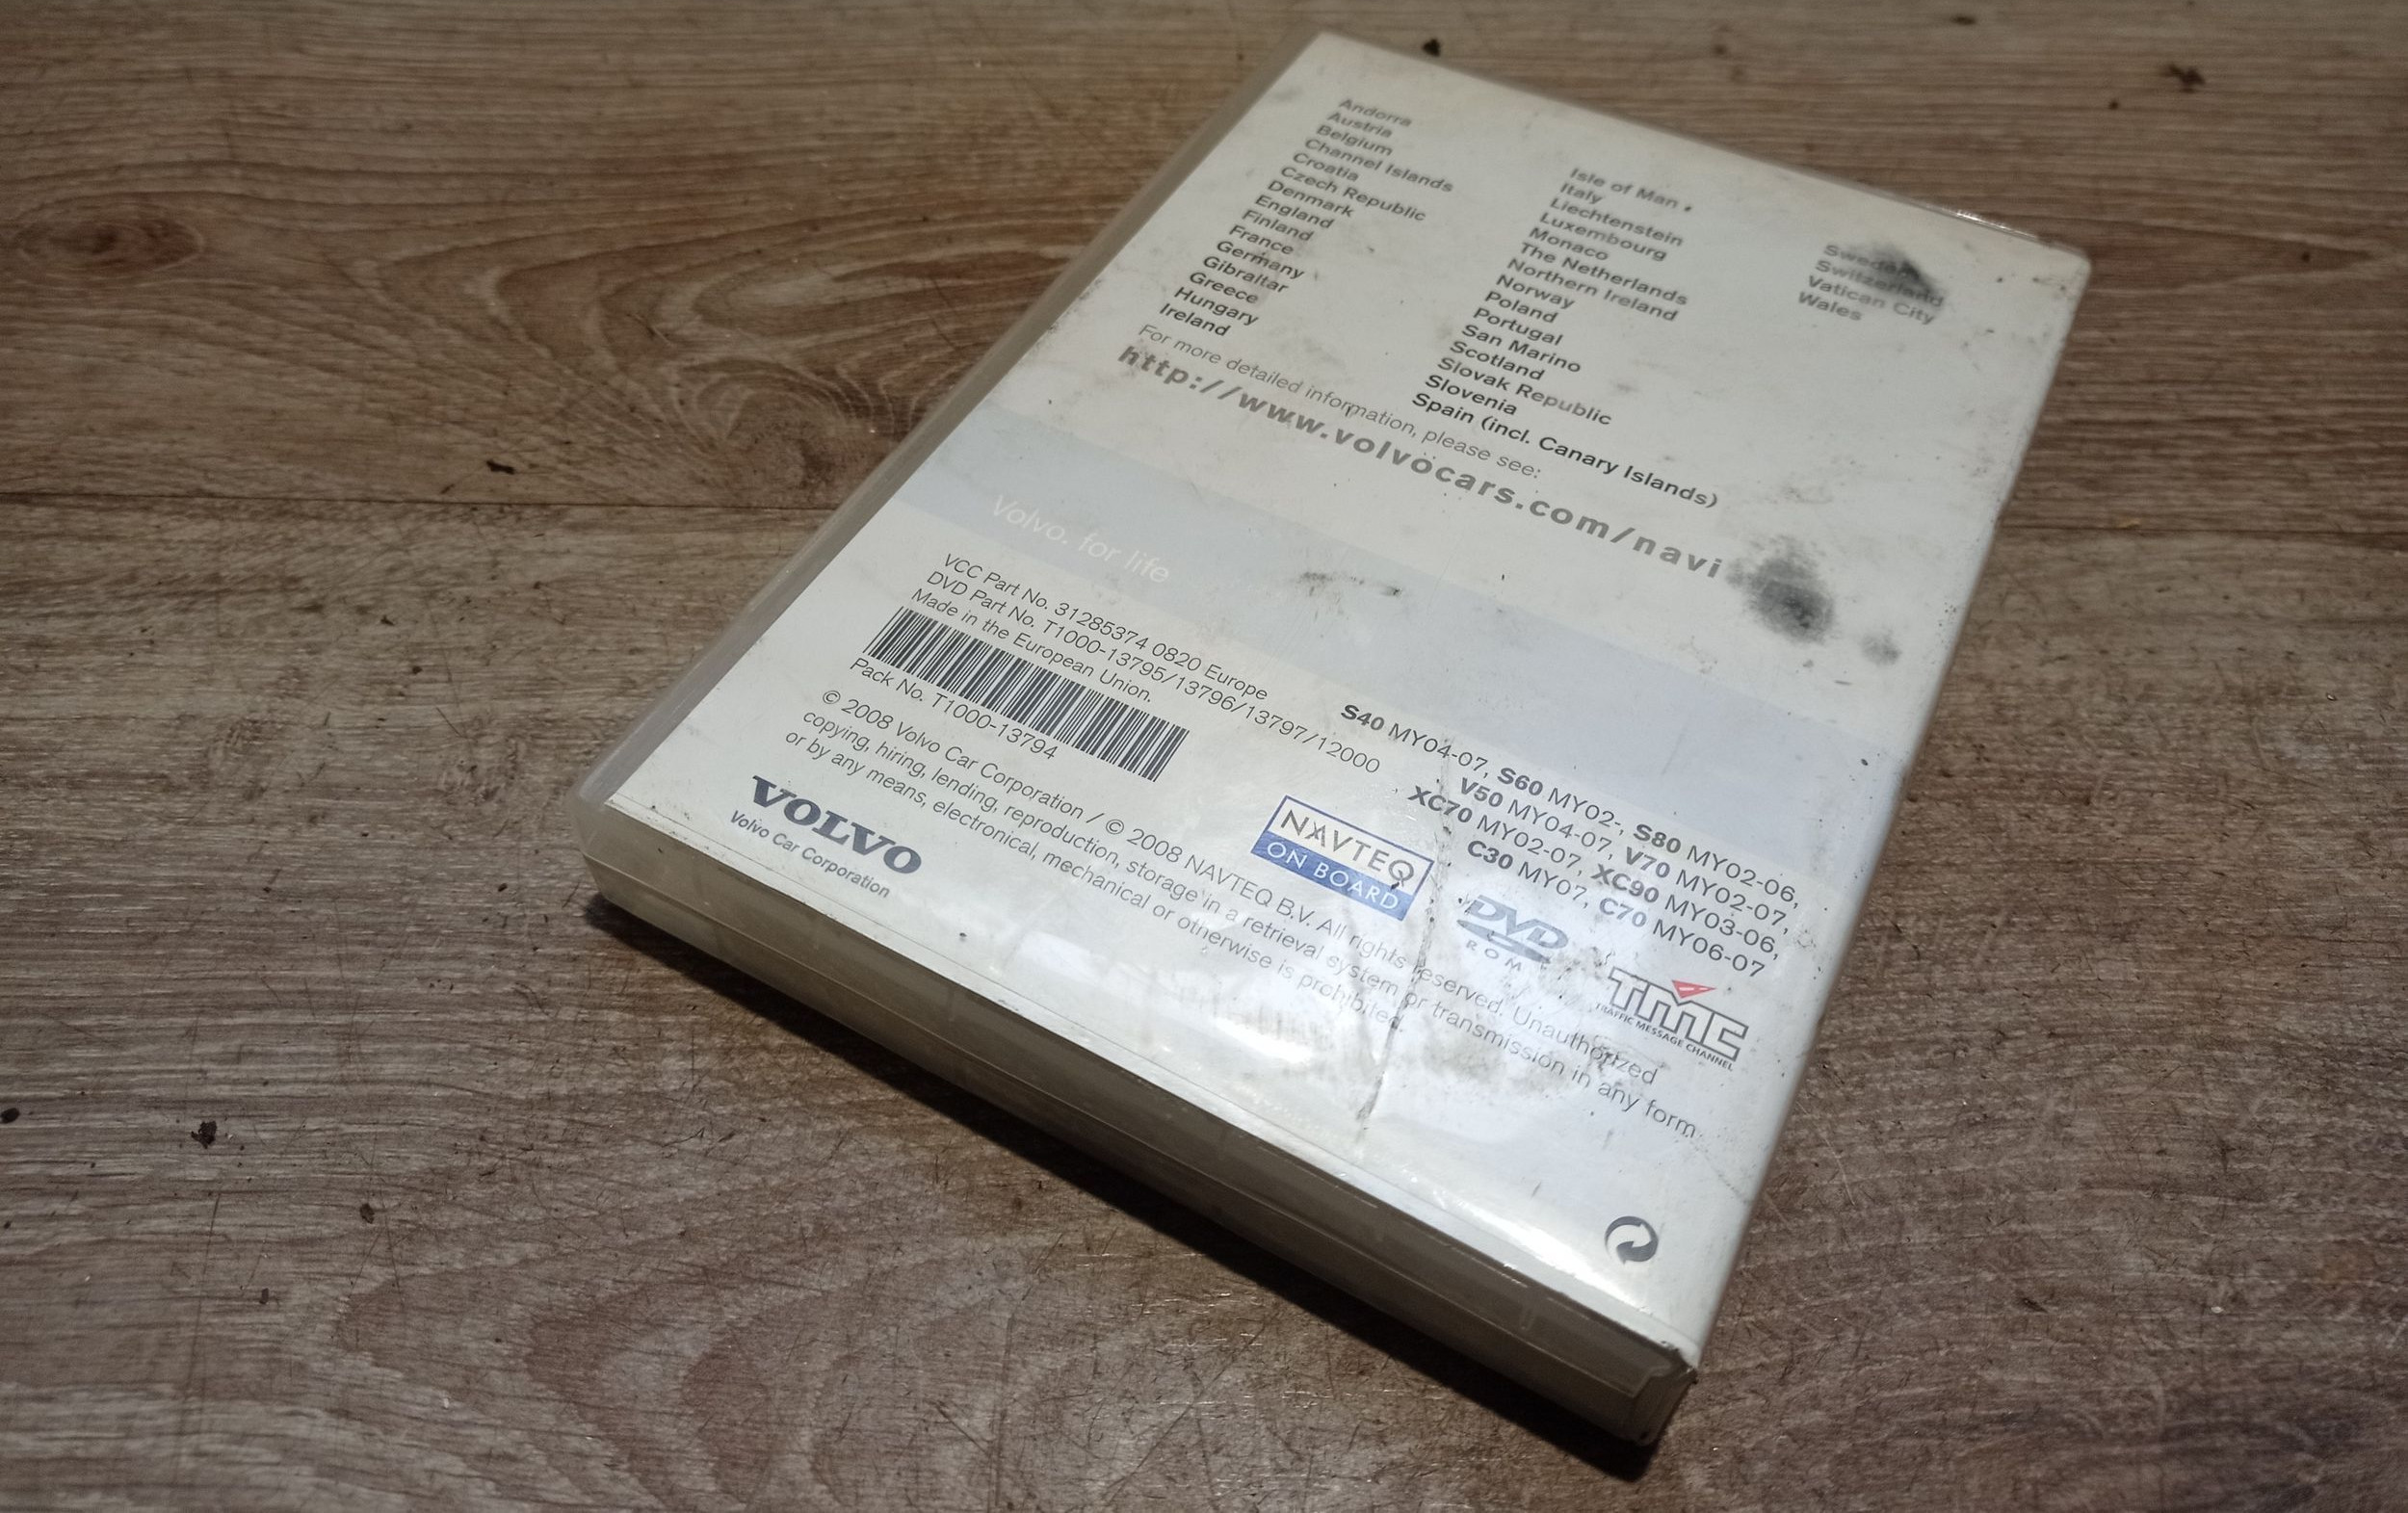 Andorra
Austria
Belgium
Channel Islands
Croatia
Czech Republic
Denmark
England
Finland
France
Germany
Gibraltar
Greece
Hungary
Ireland
Isle of Man
Italy
Liechtenstein
Luxembourg
Monaco
The Netherlands
Northern Ireland
Norway
Poland
Portugal
San Marino
Scotland
Slovak Republic
Slovenia
Spain (incl. Canary Islands)
Sweden
Switzerland
Vatican City
Wales
For more detailed information, please see:
http://www.volvocars.com/navi
Volvo. for life
VCC Part No. 31285374 0820 Europe
DVD Part No. T1000-13795/13796/13797/12000
Made in the European Union.
Pack No. T1000-13794
S40 MY04-07, S60 MY02-, S80 MY02-06,
V50 MY04-07, V70 MY02-07,
XC70 MY02-07, XC90 MY03-06,
C30 MY07, C70 MY06-07
NAVTEQ
ON BOARD
DVD
ROM
TMC
TRAFFIC MESSAGE CHANNEL
© 2008 Volvo Car Corporation / © 2008 NAVTEQ B.V. All rights reserved. Unauthorized
copying, hiring, lending, reproduction, storage in a retrieval system or transmission in any form
or by any means, electronical, mechanical or otherwise is prohibited.
VOLVO
Volvo Car Corporation